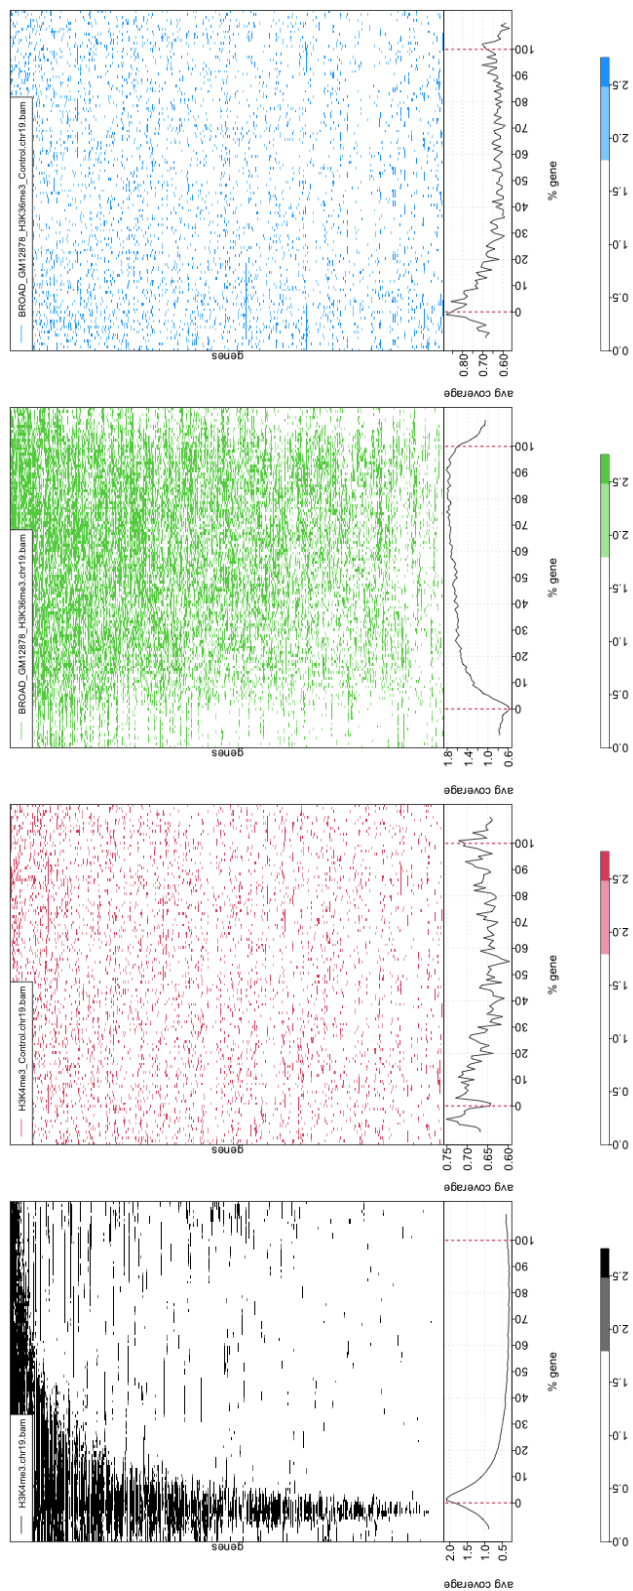 H3K4me3.chr19.bam
genes
2.0
1.5
1.0
0.5
avg coverage
0 10 20 30 40 50 60 70 80 90 100
% gene
0.0 0.5 1.0 1.5 2.0 2.5
H3K4me3_Control.chr19.bam
genes
0.75
0.70
0.65
0.60
avg coverage
0 10 20 30 40 50 60 70 80 90 100
% gene
0.0 0.5 1.0 1.5 2.0 2.5
BROAD_GM12878_H3K36me3.chr19.bam
genes
1.8
1.4
1.0
0.6
avg coverage
0 10 20 30 40 50 60 70 80 90 100
% gene
0.0 0.5 1.0 1.5 2.0 2.5
BROAD_GM12878_H3K36me3_Control.chr19.bam
genes
0.80
0.70
0.60
avg coverage
0 10 20 30 40 50 60 70 80 90 100
% gene
0.0 0.5 1.0 1.5 2.0 2.5